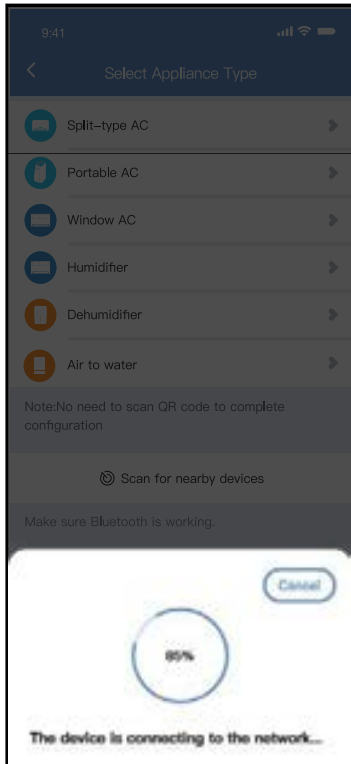 9:41
Select Appliance Type
Split-type AC
Portable AC
Window AC
Humidifier
Dehumidifier
Air to water
Note:No need to scan QR code to complete
configuration
Scan for nearby devices
Make sure Bluetooth is working.
Cancel
85%
The device is connecting to the network...